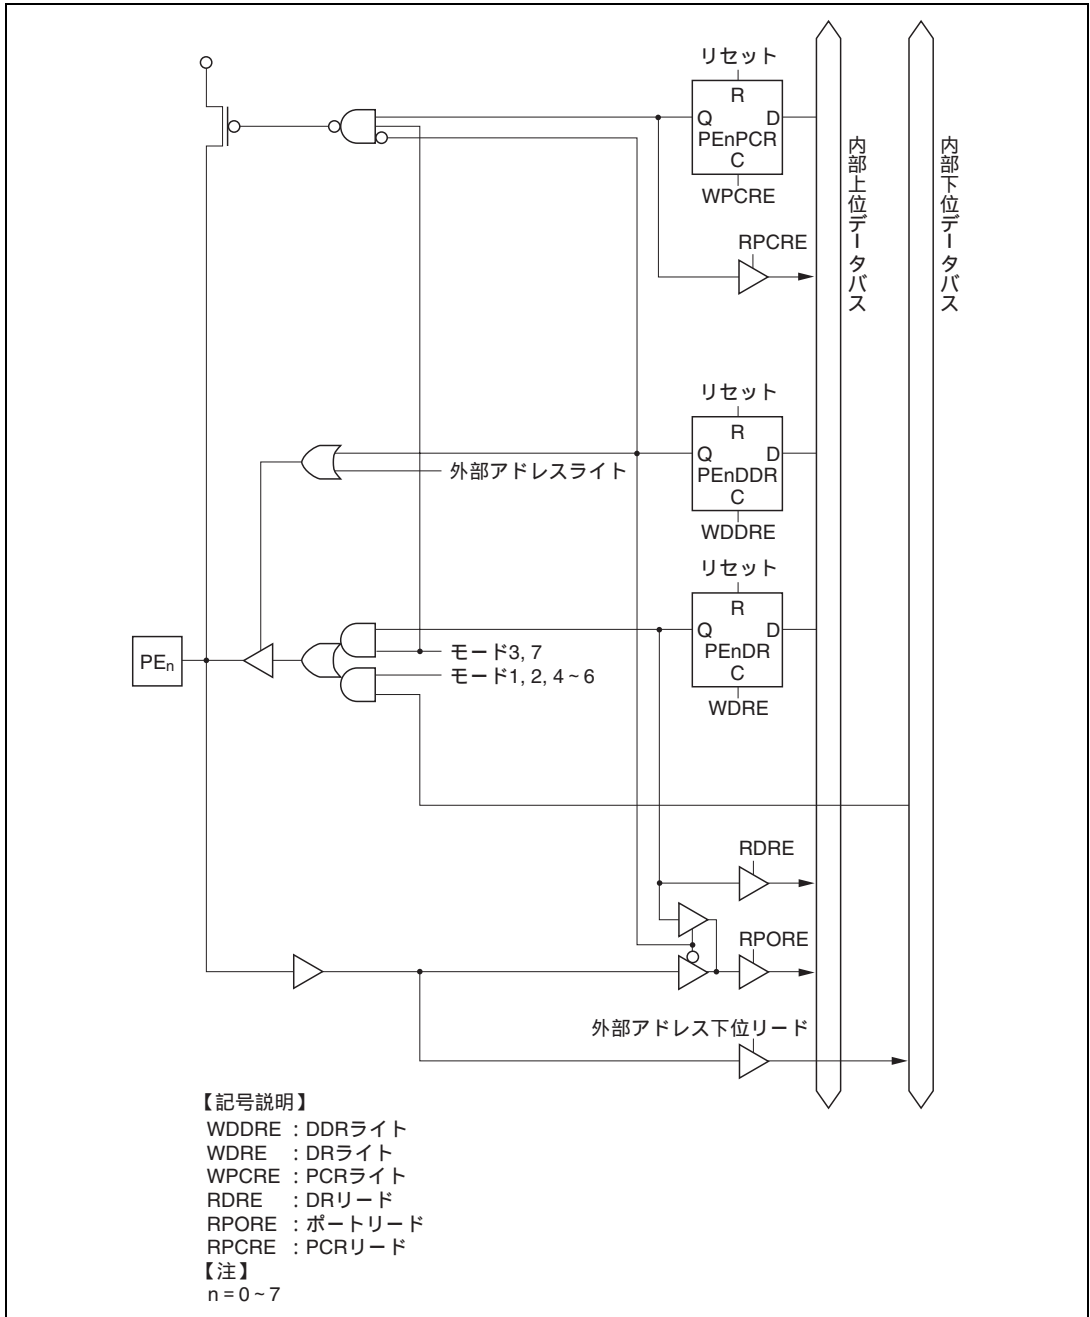 リセット
R
Q D
PEnPCR
C
WPCRE
RPCRE
内部上位データバス
内部下位データバス
リセット
R
Q D
PEnDDR
C
WDDRE
外部アドレスライト
リセット
R
Q D
PEnDR
C
WDRE
PEn
モード3, 7
モード1, 2, 4~6
RDRE
RPORE
外部アドレス下位リード
【記号説明】
WDDRE : DDRライト
WDRE : DRライト
WPCRE : PCRライト
RDRE : DRリード
RPORE : ポートリード
RPCRE : PCRリード
【注】
n = 0~7